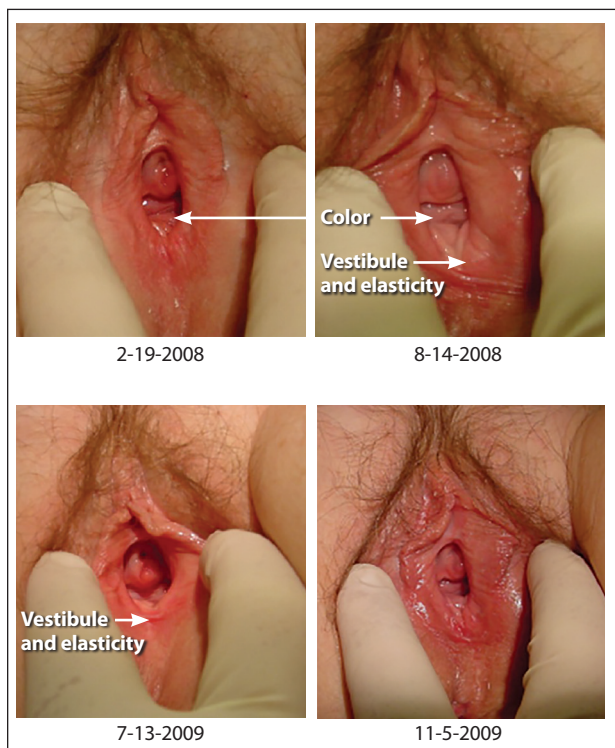 Color
Vestibule
and elasticity
2-19-2008
8-14-2008
Vestibule
and elasticity
7-13-2009
11-5-2009